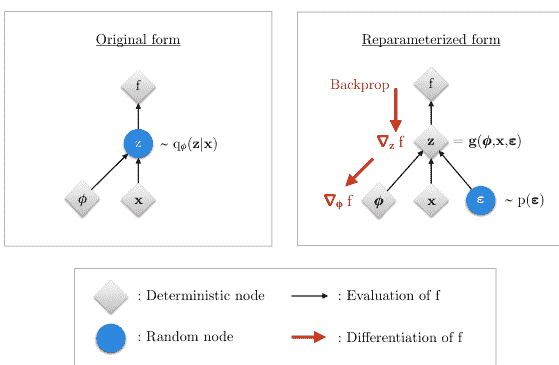 Original form
f
z ~ qϕ(z|x)
ϕ x
Reparameterized form
Backprop f
∇z f z = g(ϕ,x,ε)
∇ϕ f ϕ x ε ~ p(ε)
: Deterministic node : Evaluation of f
: Random node : Differentiation of f